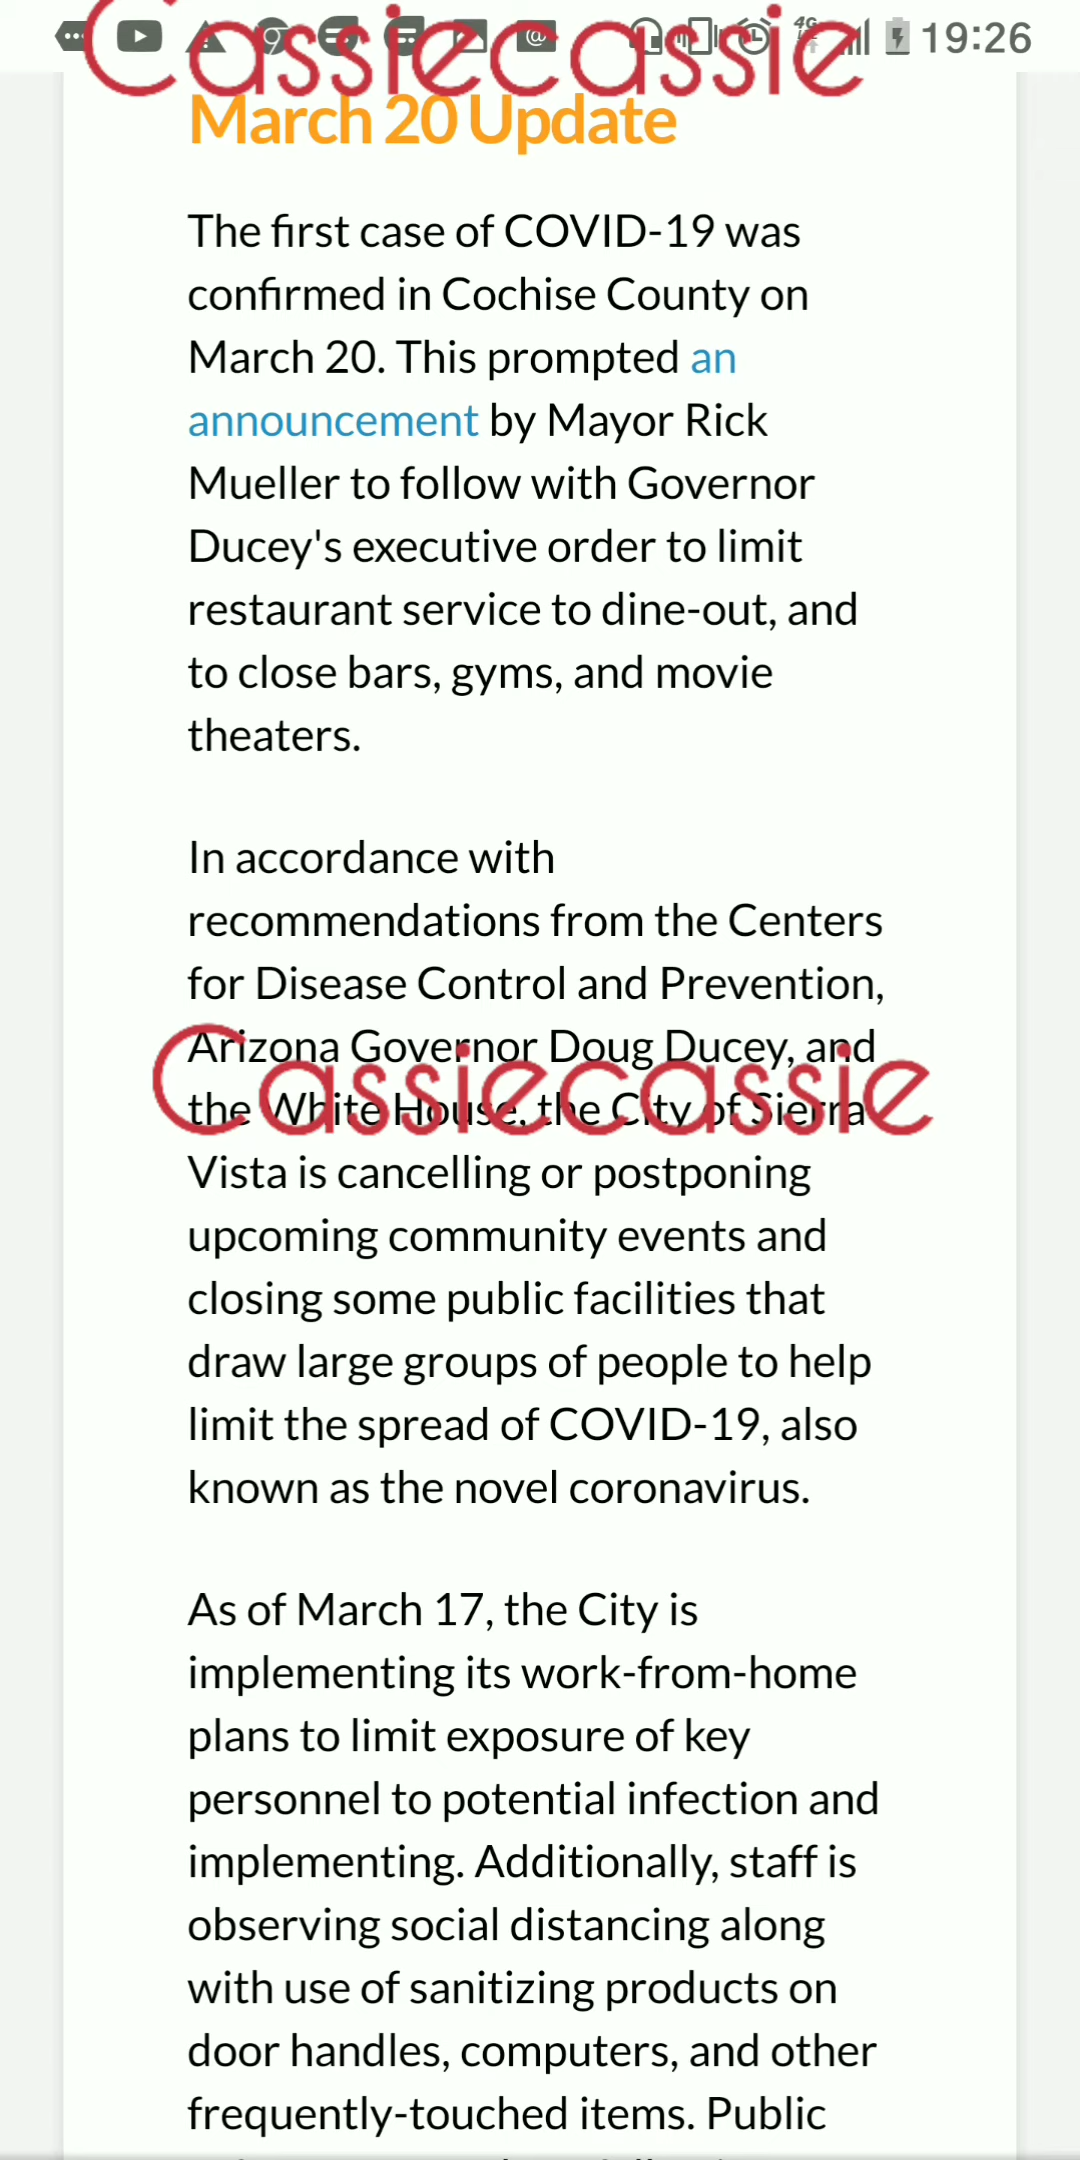 Cassiecassie
4G
19:26
March 20 Update
The first case of COVID-19 was
confirmed in Cochise County on
March 20. This prompted an
announcement by Mayor Rick
Mueller to follow with Governor
Ducey's executive order to limit
restaurant service to dine-out, and
to close bars, gyms, and movie
theaters.
In accordance with
recommendations from the Centers
for Disease Control and Prevention,
Arizona Governor Doug Ducey, and
Cassiecassie
the White House, the City of Sierra
Vista is cancelling or postponing
upcoming community events and
closing some public facilities that
draw large groups of people to help
limit the spread of COVID-19, also
known as the novel coronavirus.
As of March 17, the City is
implementing its work-from-home
plans to limit exposure of key
personnel to potential infection and
implementing. Additionally, staff is
observing social distancing along
with use of sanitizing products on
door handles, computers, and other
frequently-touched items. Public